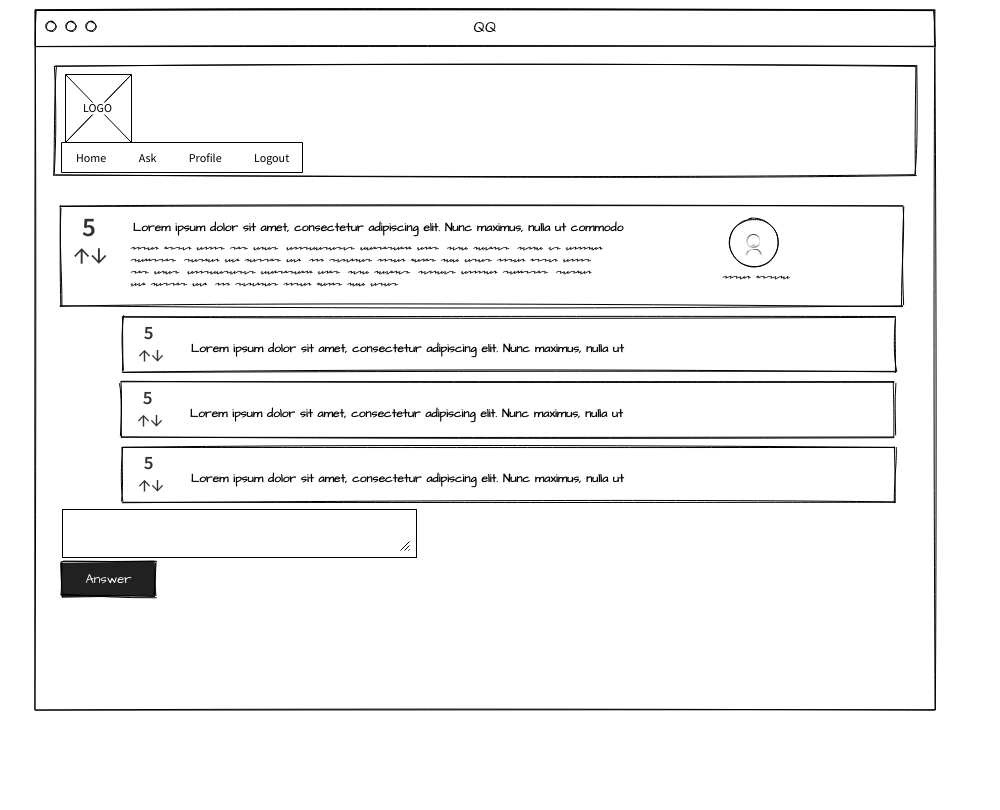 QQ
LOGO
Home Ask Profile Logout
5
Lorem ipsum dolor sit amet, consectetur adipiscing elit. Nunc maximus, nulla ut commodo
5
Lorem ipsum dolor sit amet, consectetur adipiscing elit. Nunc maximus, nulla ut
5
Lorem ipsum dolor sit amet, consectetur adipiscing elit. Nunc maximus, nulla ut
5
Lorem ipsum dolor sit amet, consectetur adipiscing elit. Nunc maximus, nulla ut
Answer